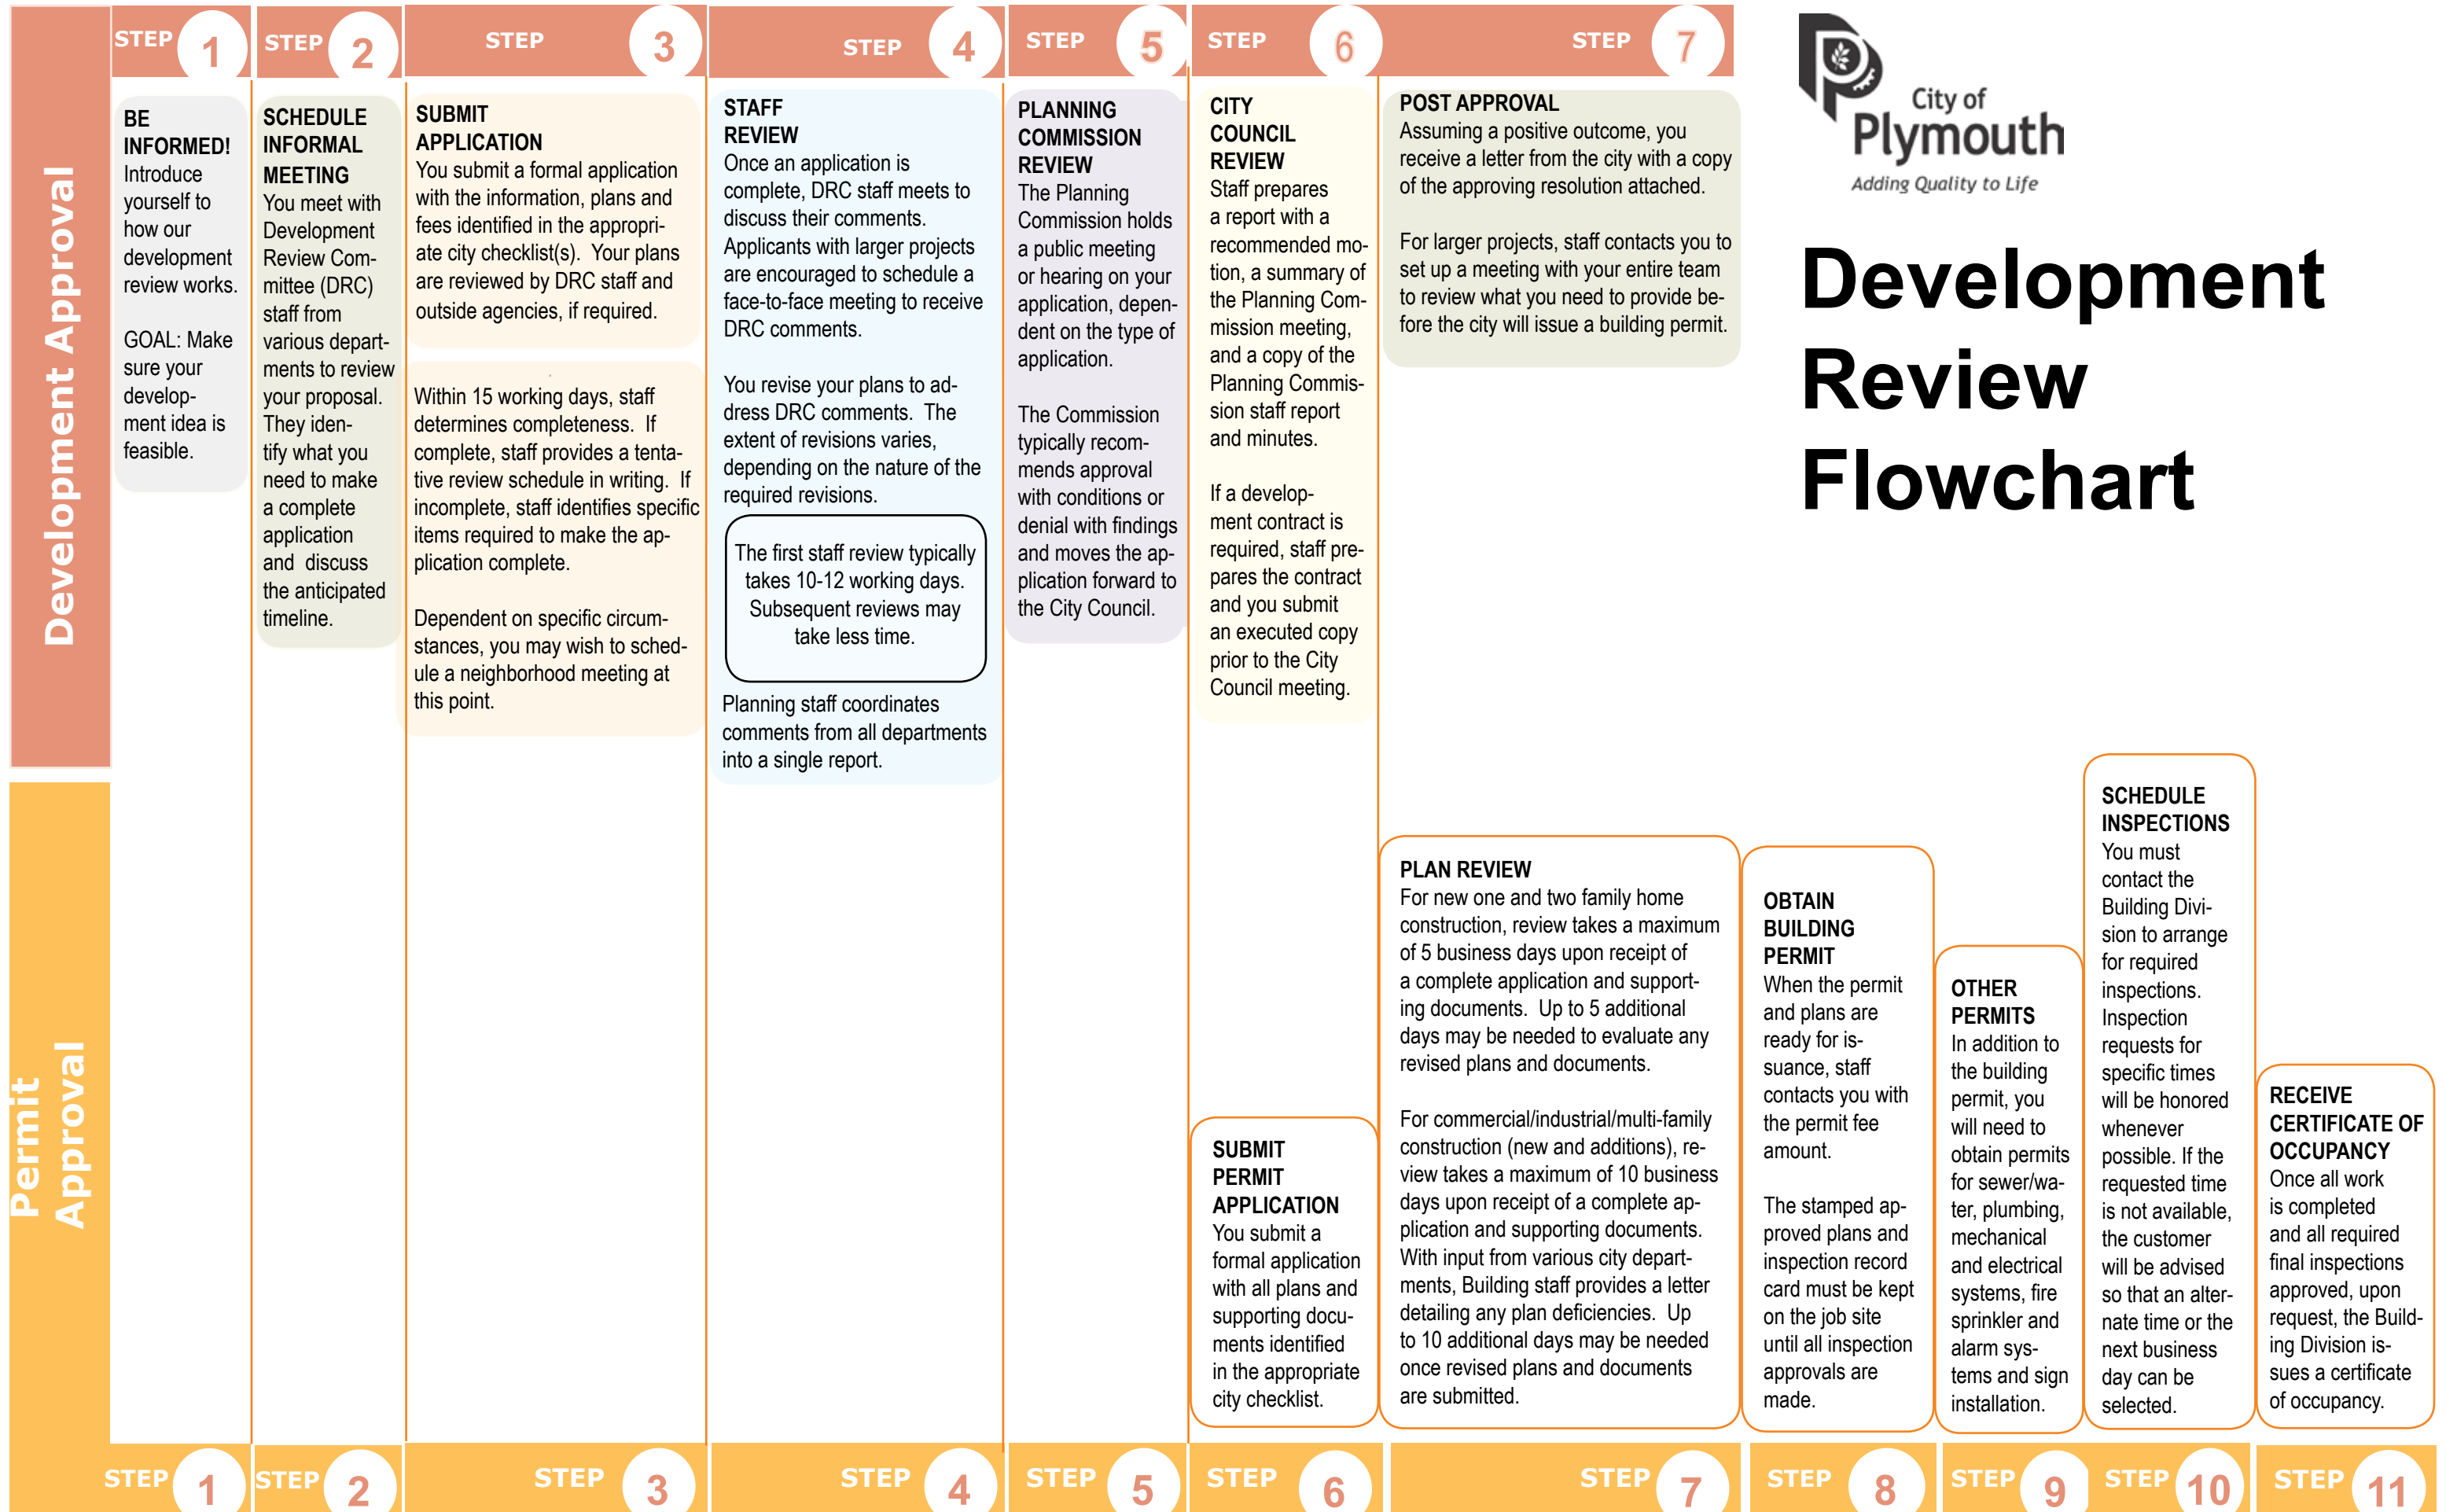 Development Approval
STEP 1
STEP 2
STEP 3
STEP 4
STEP 5
STEP 6
STEP 7
BE
INFORMED!
Introduce
yourself to
how our
development
review works.
GOAL: Make
sure your
develop-
ment idea is
feasible.
SCHEDULE
INFORMAL
MEETING
You meet with
Development
Review Com-
mittee (DRC)
staff from
various depart-
ments to review
your proposal.
They iden-
tify what you
need to make
a complete
application
and discuss
the anticipated
timeline.
SUBMIT
APPLICATION
You submit a formal application
with the information, plans and
fees identified in the appropri-
ate city checklist(s). Your plans
are reviewed by DRC staff and
outside agencies, if required.
Within 15 working days, staff
determines completeness. If
complete, staff provides a tenta-
tive review schedule in writing. If
incomplete, staff identifies specific
items required to make the ap-
plication complete.
Dependent on specific circum-
stances, you may wish to sched-
ule a neighborhood meeting at
this point.
STAFF
REVIEW
Once an application is
complete, DRC staff meets to
discuss their comments.
Applicants with larger projects
are encouraged to schedule a
face-to-face meeting to receive
DRC comments.
You revise your plans to ad-
dress DRC comments. The
extent of revisions varies,
depending on the nature of the
required revisions.
The first staff review typically
takes 10-12 working days.
Subsequent reviews may
take less time.
Planning staff coordinates
comments from all departments
into a single report.
PLANNING
COMMISSION
REVIEW
The Planning
Commission holds
a public meeting
or hearing on your
application, depen-
dent on the type of
application.
The Commission
typically recom-
mends approval
with conditions or
denial with findings
and moves the ap-
plication forward to
the City Council.
CITY
COUNCIL
REVIEW
Staff prepares
a report with a
recommended mo-
tion, a summary of
the Planning Com-
mission meeting,
and a copy of the
Planning Commis-
sion staff report
and minutes.
If a develop-
ment contract is
required, staff pre-
pares the contract
and you submit
an executed copy
prior to the City
Council meeting.
POST APPROVAL
Assuming a positive outcome, you
receive a letter from the city with a copy
of the approving resolution attached.
For larger projects, staff contacts you to
set up a meeting with your entire team
to review what you need to provide be-
fore the city will issue a building permit.
City of
Plymouth
Adding Quality to Life
Development
Review
Flowchart
Permit
Approval
SUBMIT
PERMIT
APPLICATION
You submit a
formal application
with all plans and
supporting docu-
ments identified
in the appropriate
city checklist.
PLAN REVIEW
For new one and two family home
construction, review takes a maximum
of 5 business days upon receipt of
a complete application and support-
ing documents. Up to 5 additional
days may be needed to evaluate any
revised plans and documents.
For commercial/industrial/multi-family
construction (new and additions), re-
view takes a maximum of 10 business
days upon receipt of a complete ap-
plication and supporting documents.
With input from various city depart-
ments, Building staff provides a letter
detailing any plan deficiencies. Up
to 10 additional days may be needed
once revised plans and documents
are submitted.
OBTAIN
BUILDING
PERMIT
When the permit
and plans are
ready for is-
suance, staff
contacts you with
the permit fee
amount.
The stamped ap-
proved plans and
inspection record
card must be kept
on the job site
until all inspection
approvals are
made.
OTHER
PERMITS
In addition to
the building
permit, you
will need to
obtain permits
for sewer/wa-
ter, plumbing,
mechanical
and electrical
systems, fire
sprinkler and
alarm sys-
tems and sign
installation.
SCHEDULE
INSPECTIONS
You must
contact the
Building Divi-
sion to arrange
for required
inspections.
Inspection
requests for
specific times
will be honored
whenever
possible. If the
requested time
is not available,
the customer
will be advised
so that an alter-
nate time or the
next business
day can be
selected.
RECEIVE
CERTIFICATE OF
OCCUPANCY
Once all work
is completed
and all required
final inspections
approved, upon
request, the Build-
ing Division is-
sues a certificate
of occupancy.
STEP 1
STEP 2
STEP 3
STEP 4
STEP 5
STEP 6
STEP 7
STEP 8
STEP 9
STEP 10
STEP 11